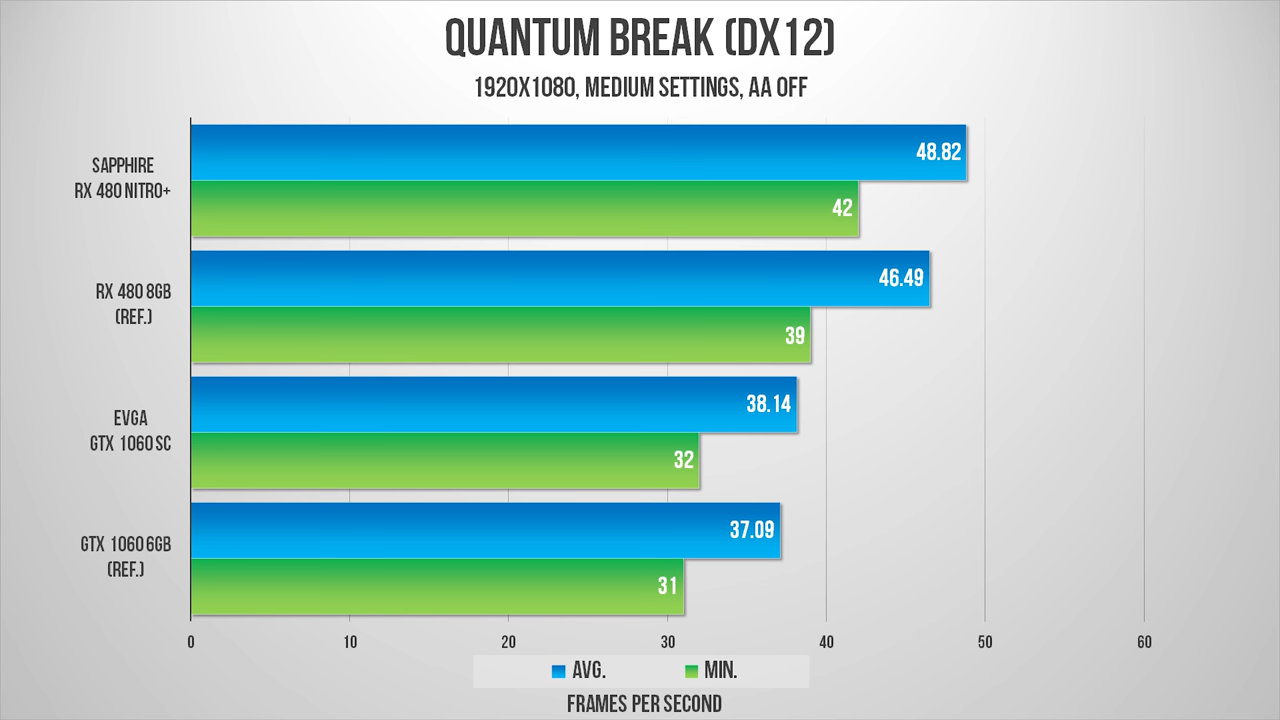 QUANTUM BREAK (DX12)
1920X1080, MEDIUM SETTINGS, AA OFF
SAPPHIRE
RX 480 NITRO+
48.82
42
RX 480 8GB
(REF.)
46.49
39
EVGA
GTX 1060 SC
38.14
32
GTX 1060 6GB
(REF.)
37.09
31
0 10 20 30 40 50 60
AVG. MIN.
FRAMES PER SECOND